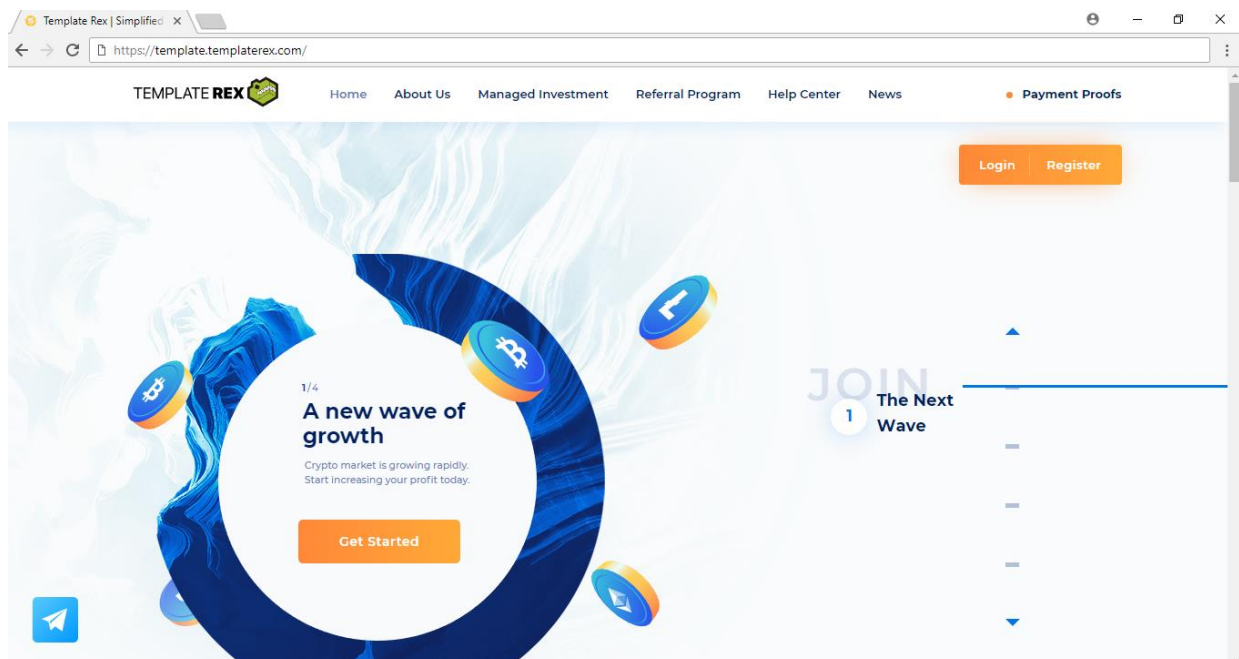 Template Rex | Simplified
https://template.templaterex.com/
TEMPLATE REX
Home About Us Managed Investment Referral Program Help Center News Payment Proofs
Login Register
1/4
A new wave of
growth
Crypto market is growing rapidly.
Start increasing your profit today.
Get Started
JOIN
1
The Next
Wave